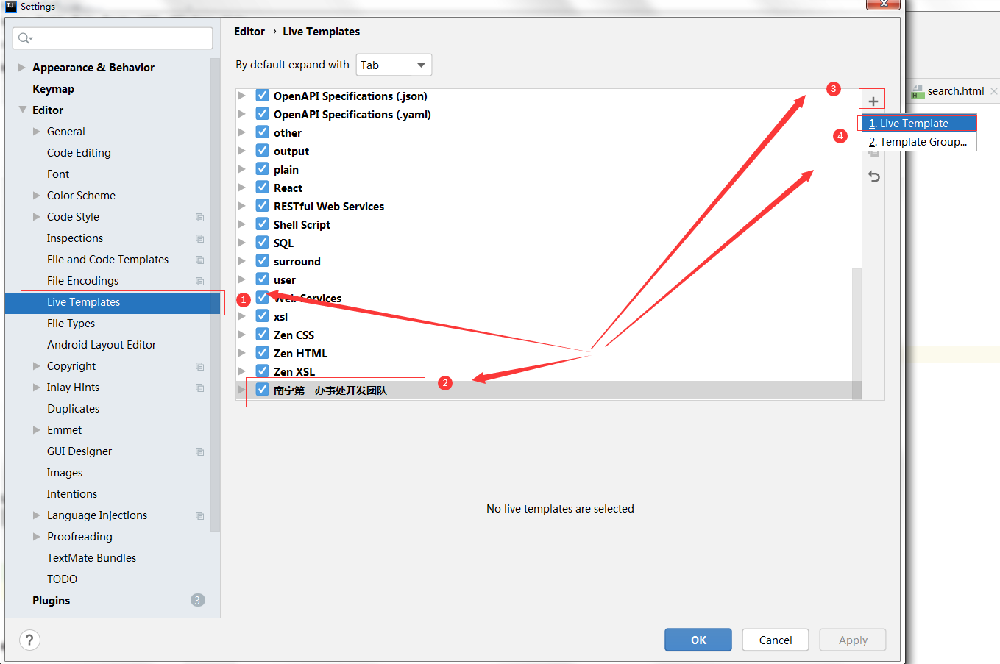 Settings
Editor › Live Templates
By default expand with Tab
Appearance & Behavior
Keymap
Editor
General
Code Editing
Font
Color Scheme
Code Style
Inspections
File and Code Templates
File Encodings
Live Templates
File Types
Android Layout Editor
Copyright
Inlay Hints
Duplicates
Emmet
GUI Designer
Images
Intentions
Language Injections
Proofreading
TextMate Bundles
TODO
Plugins 3
OpenAPI Specifications (.json)
OpenAPI Specifications (.yaml)
other
output
plain
React
RESTful Web Services
Shell Script
SQL
surround
user
1 Web Services
xsl
Zen CSS
Zen HTML
Zen XSL
南宁第一办事处开发团队 2
3
+
4
1. Live Template
2. Template Group...
search.html
No live templates are selected
?
OK
Cancel
Apply